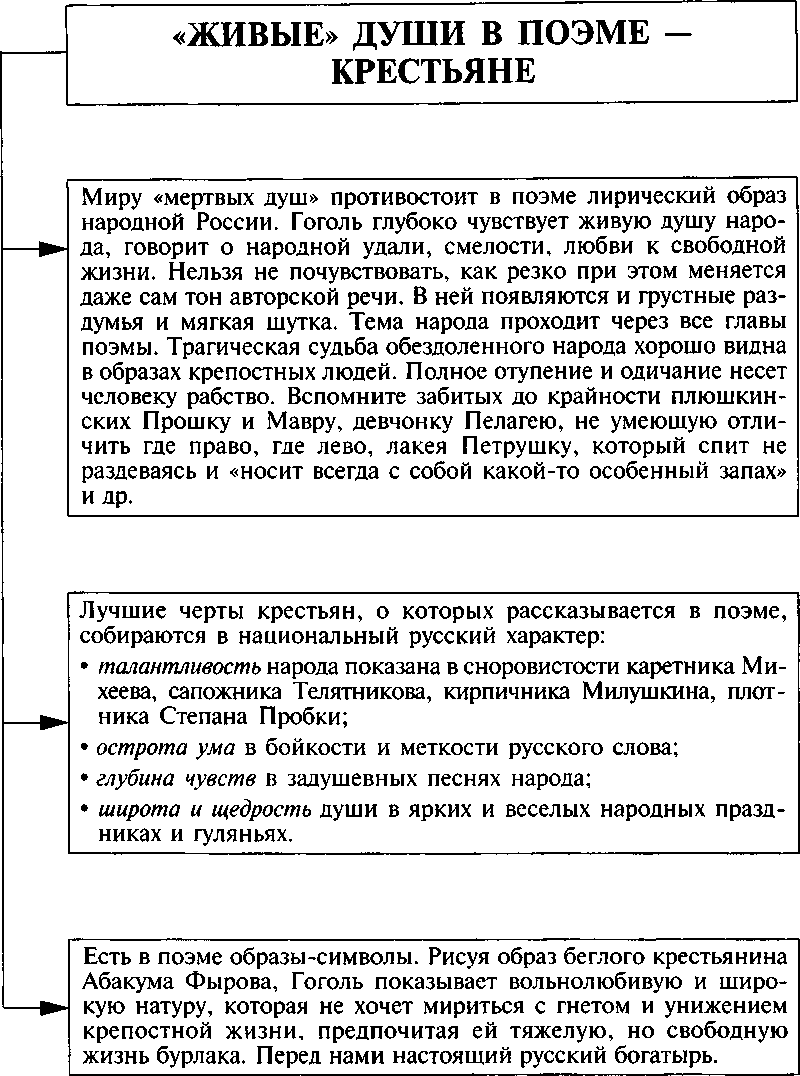 «ЖИВЫЕ» ДУШИ В ПОЭМЕ —
КРЕСТЬЯНЕ
Миру «мертвых душ» противостоит в поэме лирический образ
народной России. Гоголь глубоко чувствует живую душу наро-
да, говорит о народной удали, смелости, любви к свободной
жизни. Нельзя не почувствовать, как резко при этом меняется
даже сам тон авторской речи. В ней появляются и грустные раз-
думья и мягкая шутка. Тема народа проходит через все главы
поэмы. Трагическая судьба обездоленного народа хорошо видна
в образах крепостных людей. Полное отупение и одичание несет
человеку рабство. Вспомните забитых до крайности плюшкин-
ских Прошку и Мавру, девчонку Пелагею, не умеющую отли-
чить где право, где лево, лакея Петрушку, который спит не
раздеваясь и «носит всегда с собой какой-то особенный запах»
и др.
Лучшие черты крестьян, о которых рассказывается в поэме,
собираются в национальный русский характер:
• талантливость народа показана в сноровистости каретника Ми-
хеева, сапожника Телятникова, кирпичника Милушкина, плот-
ника Степана Пробки;
• острота ума в бойкости и меткости русского слова;
• глубина чувств в задушевных песнях народа;
• широта и щедрость души в ярких и веселых народных празд-
никах и гуляньях.
Есть в поэме образы-символы. Рисуя образ беглого крестьянина
Абакума Фырова, Гоголь показывает вольнолюбивую и широ-
кую натуру, которая не хочет мириться с гнетом и унижением
крепостной жизни, предпочитая ей тяжелую, но свободную
жизнь бурлака. Перед нами настоящий русский богатырь.